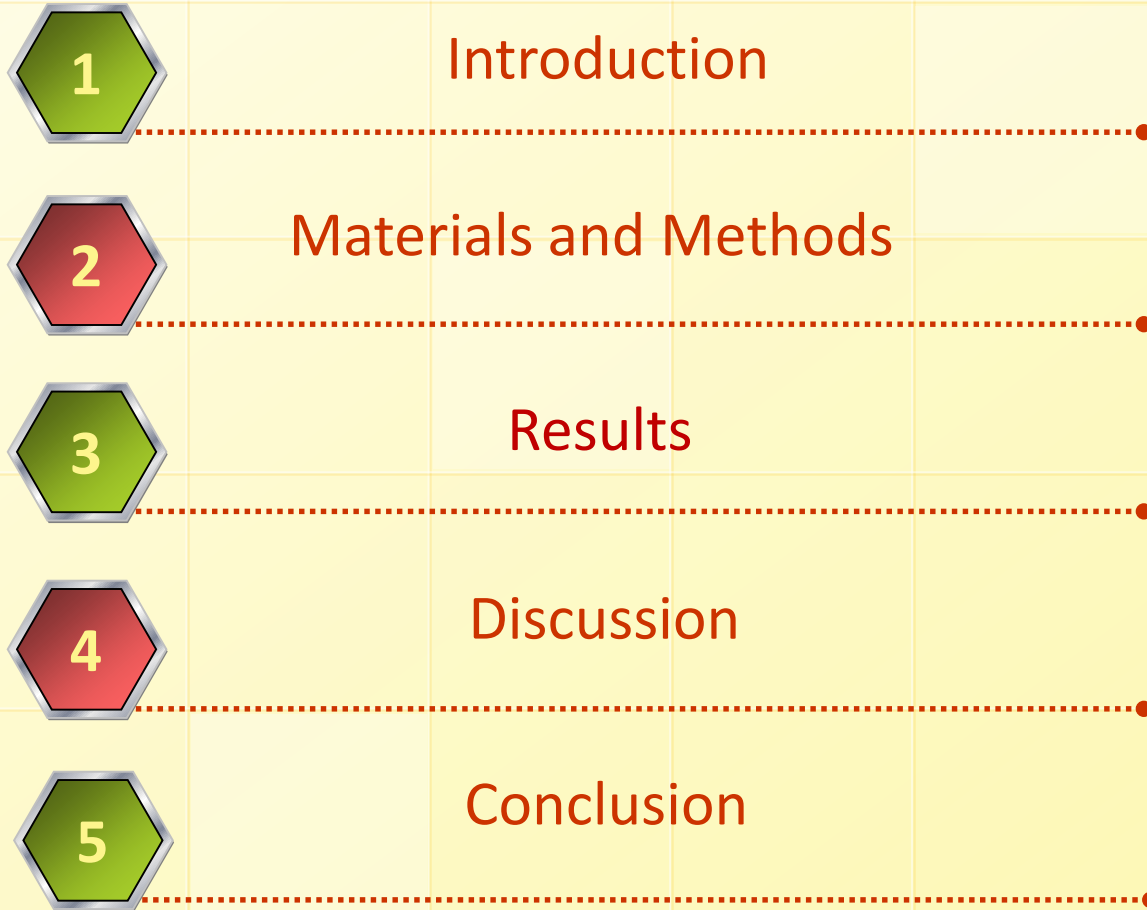 1 Introduction
2 Materials and Methods
3 Results
4 Discussion
5 Conclusion